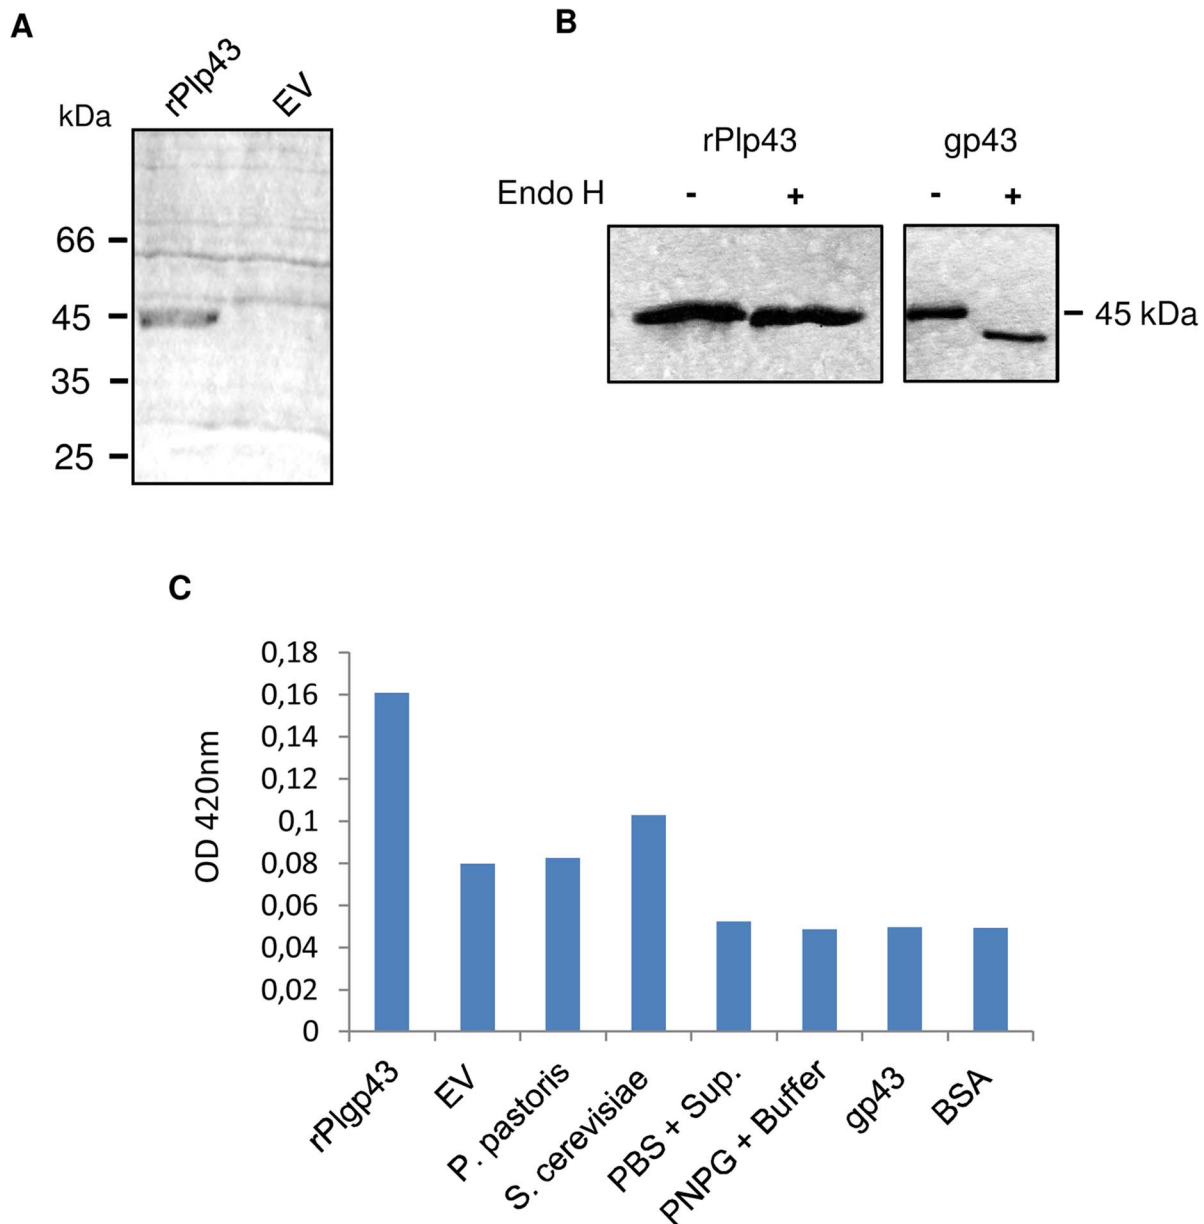 A
B
rPlp43 EV
kDa
66
45
35
25
rPlp43 gp43
Endo H - + - +
45 kDa
C
0,18
0,16
0,14
0,12
0,1
0,08
0,06
0,04
0,02
0
OD 420nm
rPlgp43
EV
P. pastoris
S. cerevisiae
PBS + Sup.
PNPG + Buffer
gp43
BSA